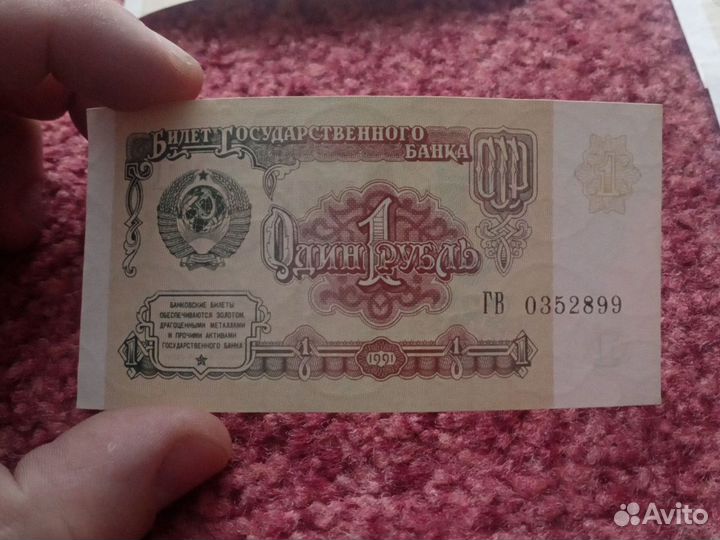 Билет Государственного
Банка
1
Один 1 рубль
ГВ 0352899
Банковские билеты
обеспечиваются золотом,
драгоценными металлами
и прочими активами
Государственного банка
1 1 1991 1 1
Avito